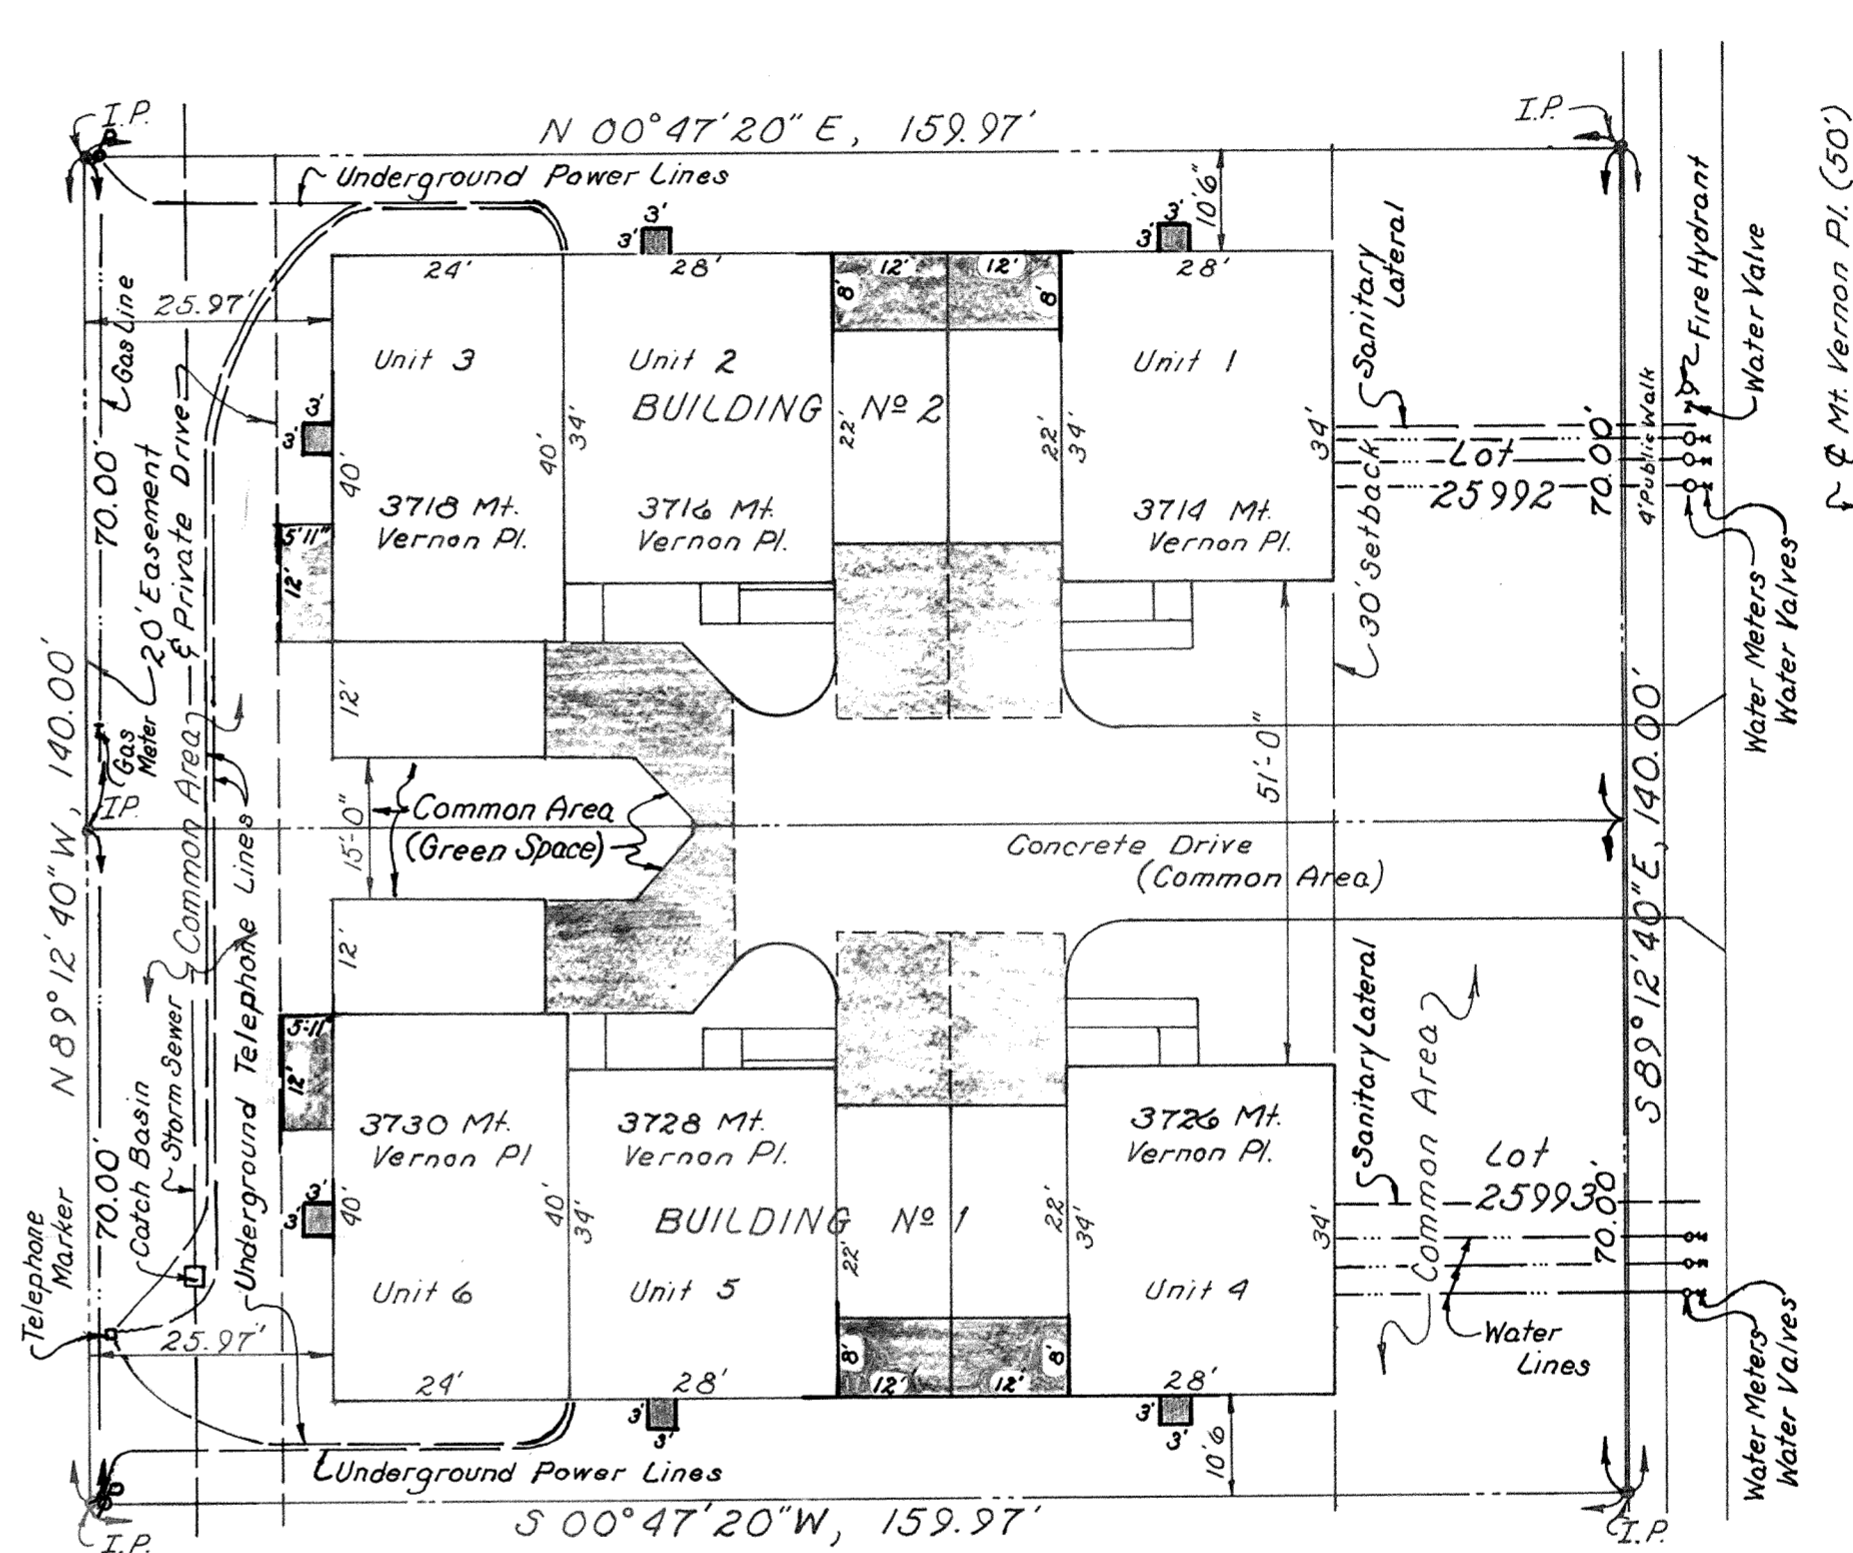 I.P.
N 00°47'20" E, 159.97'
I.P.
Underground Power Lines
3'
3'
3'
3'
10'6"
24'
28'
12'
12'
28'
8'
8'
25.97'
Gas Line
Unit 3
Unit 2
Unit 1
BUILDING Nº 2
3'
3'
40'
40'
34'
22'
22'
34'
34'
3718 Mt.
Vernon Pl.
3716 Mt.
Vernon Pl.
3714 Mt.
Vernon Pl.
Sanitary
Lateral
Lot
25992
70.00'
4' Public Walk
Fire Hydrant
Water Valve
₵ Mt. Vernon Pl. (50')
Water Meters
Water Valves
30' setback
5'11"
12'
70.00'
20' Easement
& Private Drive
Common Area
Gas
Meter
N 89°12'40" W, 140.00'
I.P.
12'
15'-0"
12'
Common Area
(Green Space)
51'-0"
Concrete Drive
(Common Area)
S 89°12'40" E, 140.00'
Underground Telephone Lines
Storm Sewer
Catch Basin
70.00'
Telephone
Marker
5'-11"
12'
3'
3'
3730 Mt.
Vernon Pl
3728 Mt.
Vernon Pl.
3726 Mt.
Vernon Pl.
40'
40'
34'
22'
22'
34'
34'
BUILDING Nº 1
Unit 6
Unit 5
Unit 4
Sanitary Lateral
Common Area
Lot
25993
70.00'
Water
Lines
Water Meters
Water Valves
25.97'
24'
28'
8'
8'
12'
12'
28'
3'
3'
3'
3'
10'6
Underground Power Lines
S 00°47'20"W, 159.97'
I.P.
I.P.